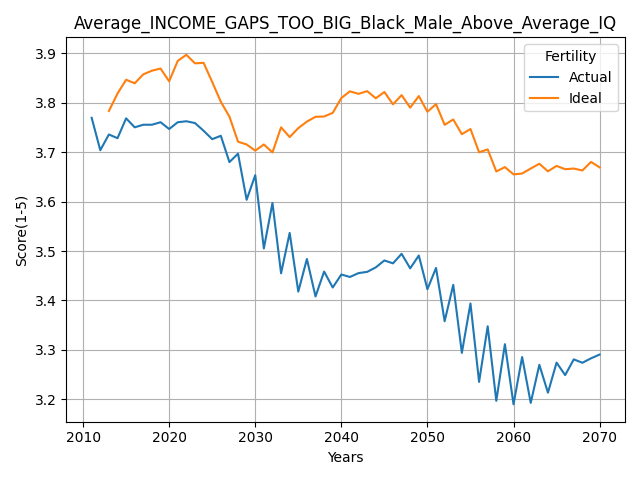 Average_INCOME_GAPS_TOO_BIG_Black_Male_Above_Average_IQ
Fertility
Actual
Ideal
Score(1-5)
3.9
3.8
3.7
3.6
3.5
3.4
3.3
3.2
2010 2020 2030 2040 2050 2060 2070
Years